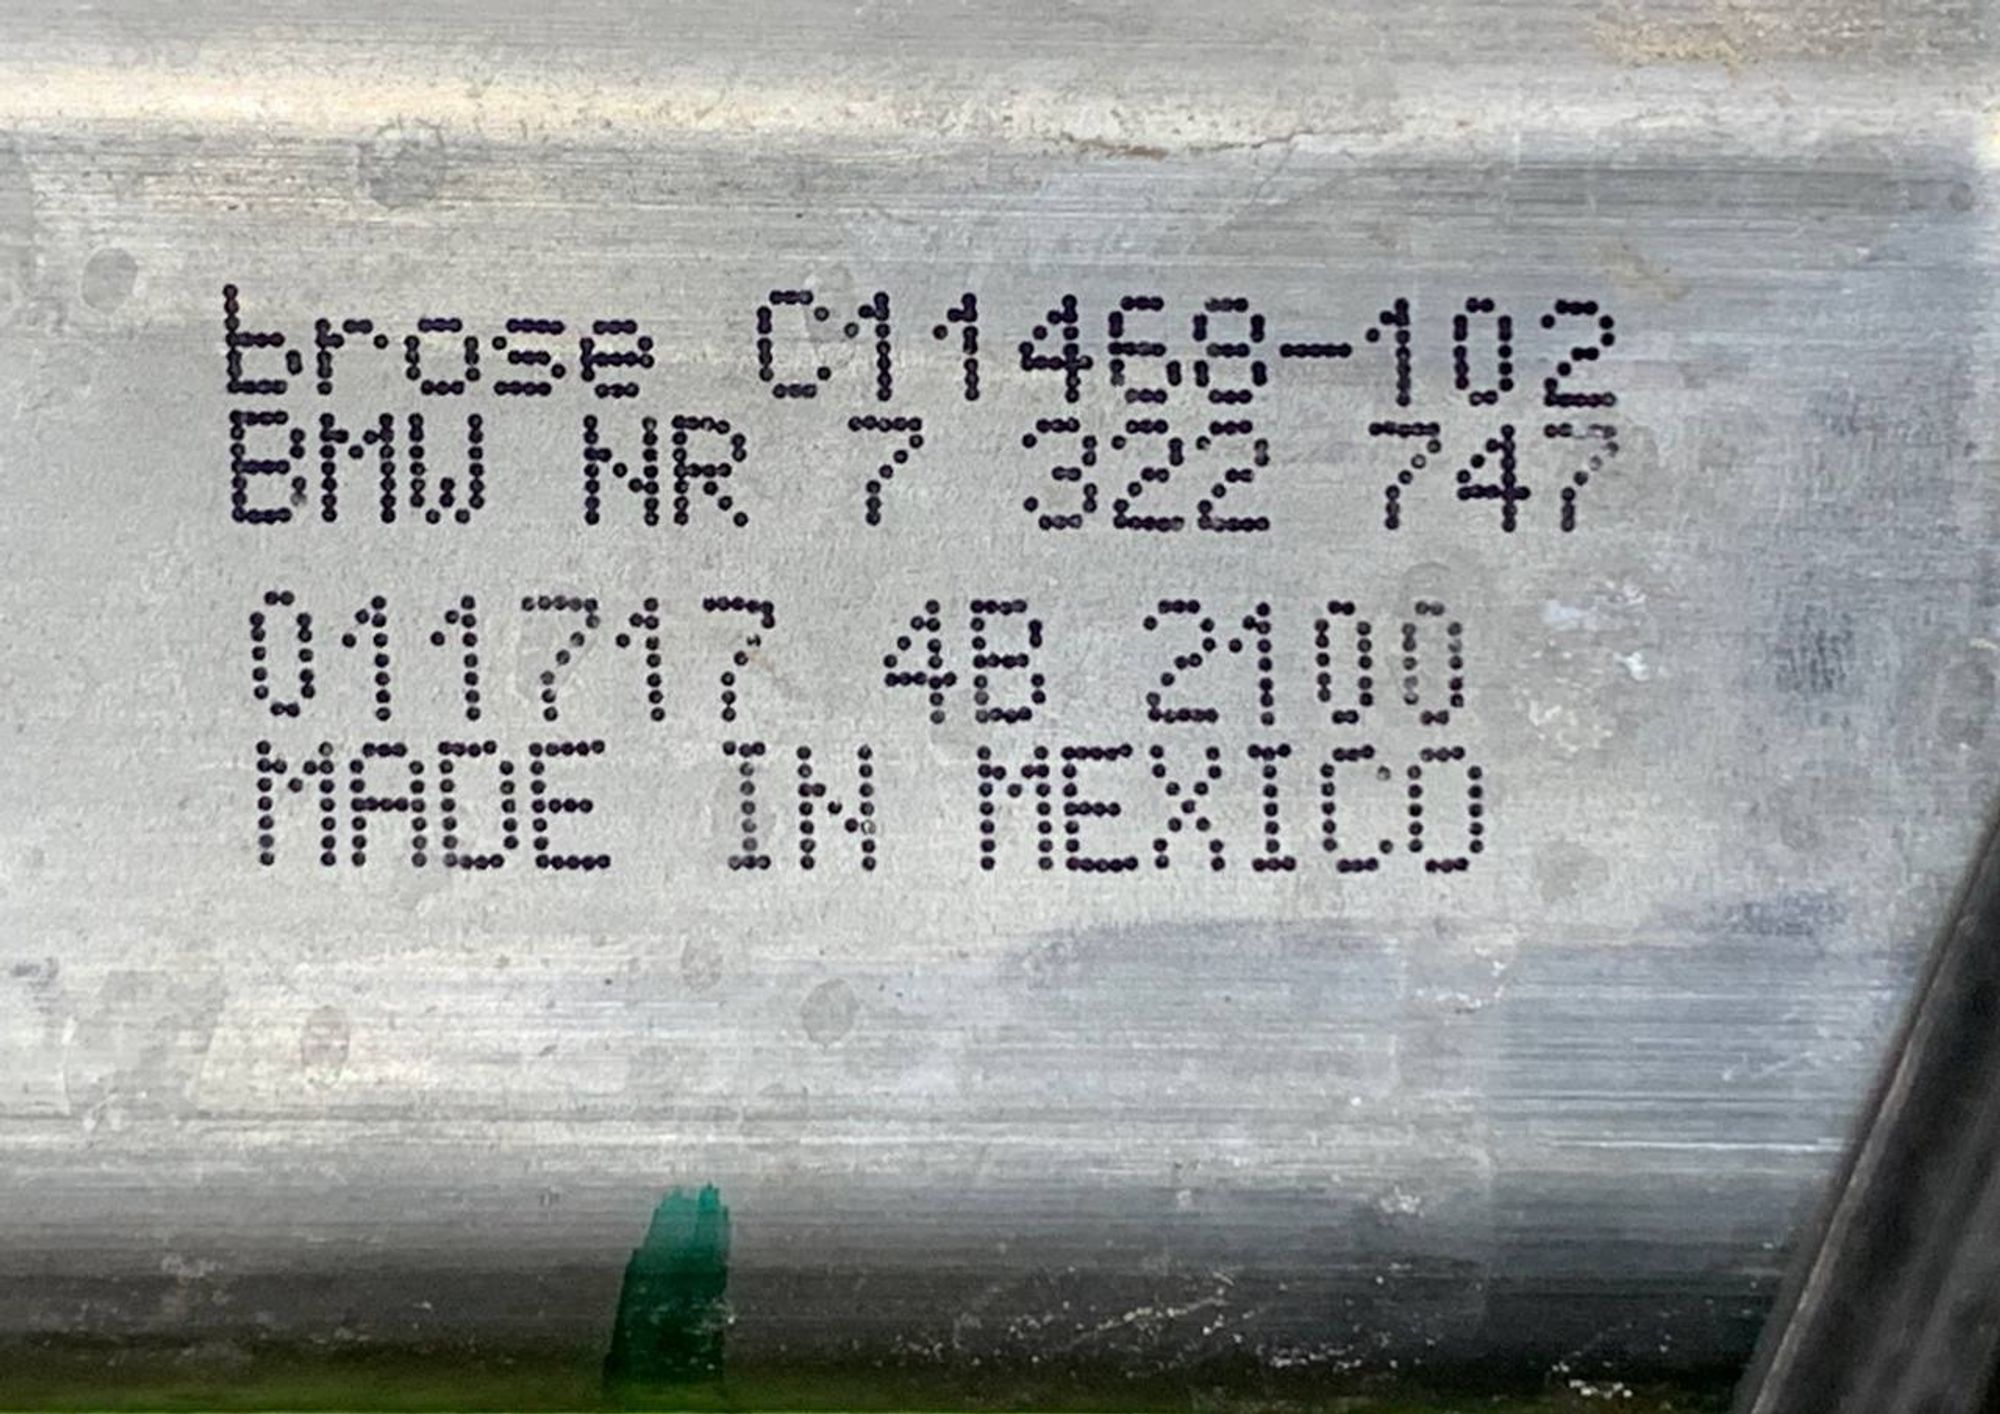 brose C11468-102
BMW NR 7 322 747
011717 4B 2100
MADE IN MEXICO